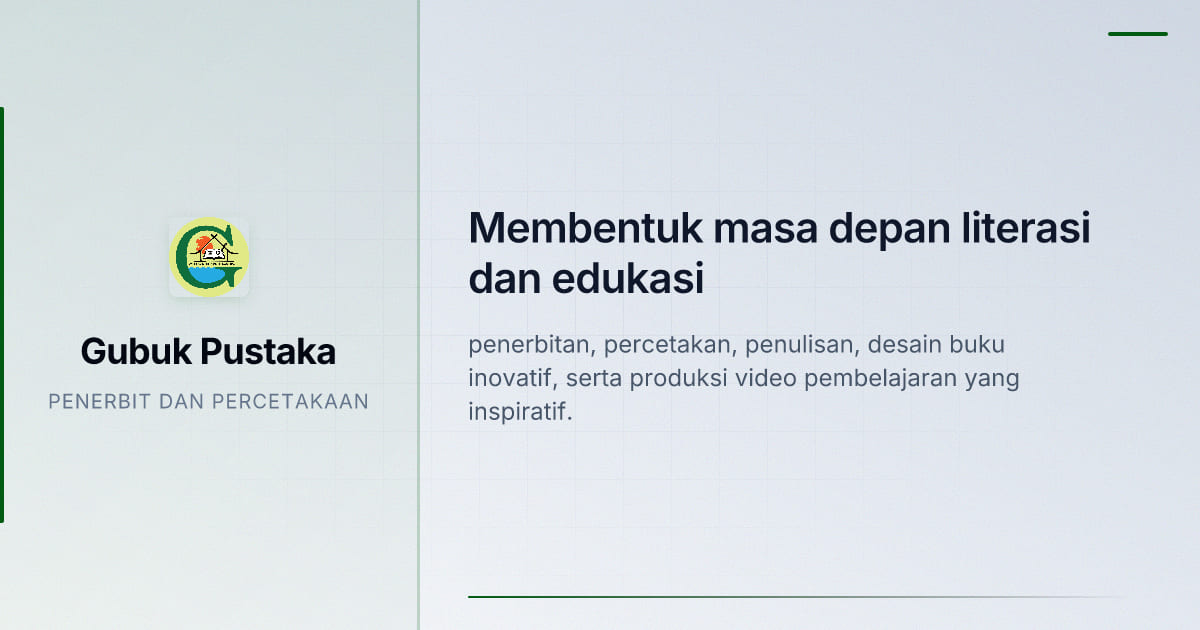 Gubuk Pustaka
PENERBIT DAN PERCETAKAAN
Membentuk masa depan literasi
dan edukasi
penerbitan, percetakan, penulisan, desain buku
inovatif, serta produksi video pembelajaran yang
inspiratif.